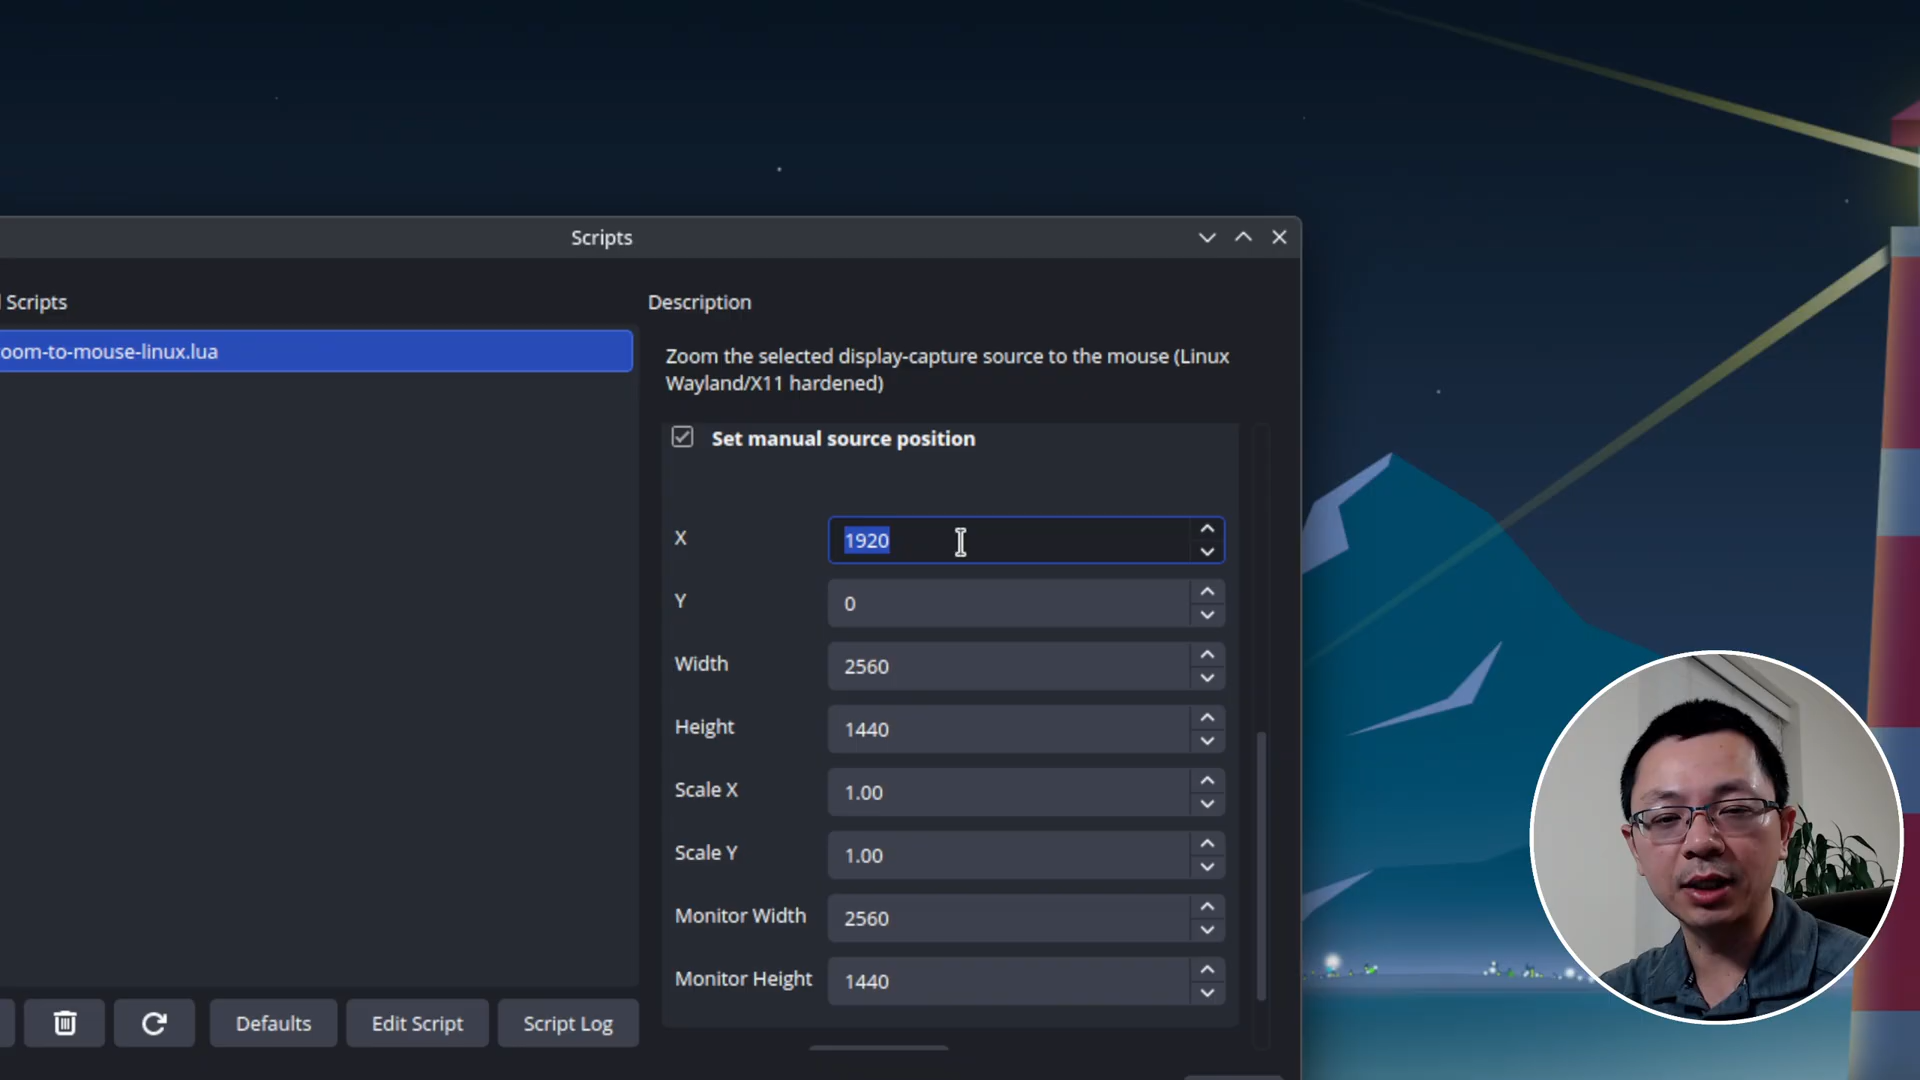 Scripts
Scripts
Description
oom-to-mouse-linux.lua
Zoom the selected display-capture source to the mouse (Linux
Wayland/X11 hardened)
Set manual source position
X
1920
Y
0
Width
2560
Height
1440
Scale X
1.00
Scale Y
1.00
Monitor Width
2560
Monitor Height
1440
Defaults
Edit Script
Script Log